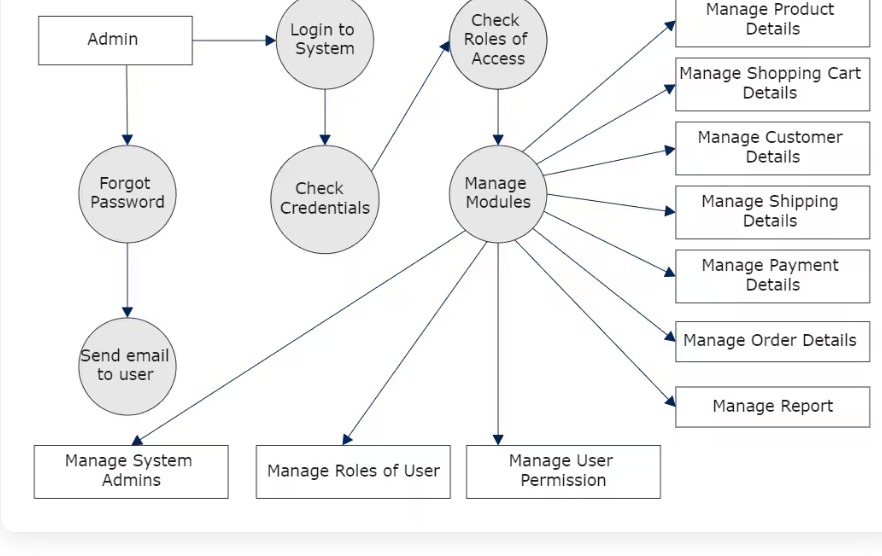 Admin
Login to
System
Check
Roles of
Access
Manage Product
Details
Manage Shopping Cart
Details
Manage Customer
Details
Forgot
Password
Check
Credentials
Manage
Modules
Manage Shipping
Details
Manage Payment
Details
Manage Order Details
Send email
to user
Manage Report
Manage System
Admins
Manage Roles of User
Manage User
Permission